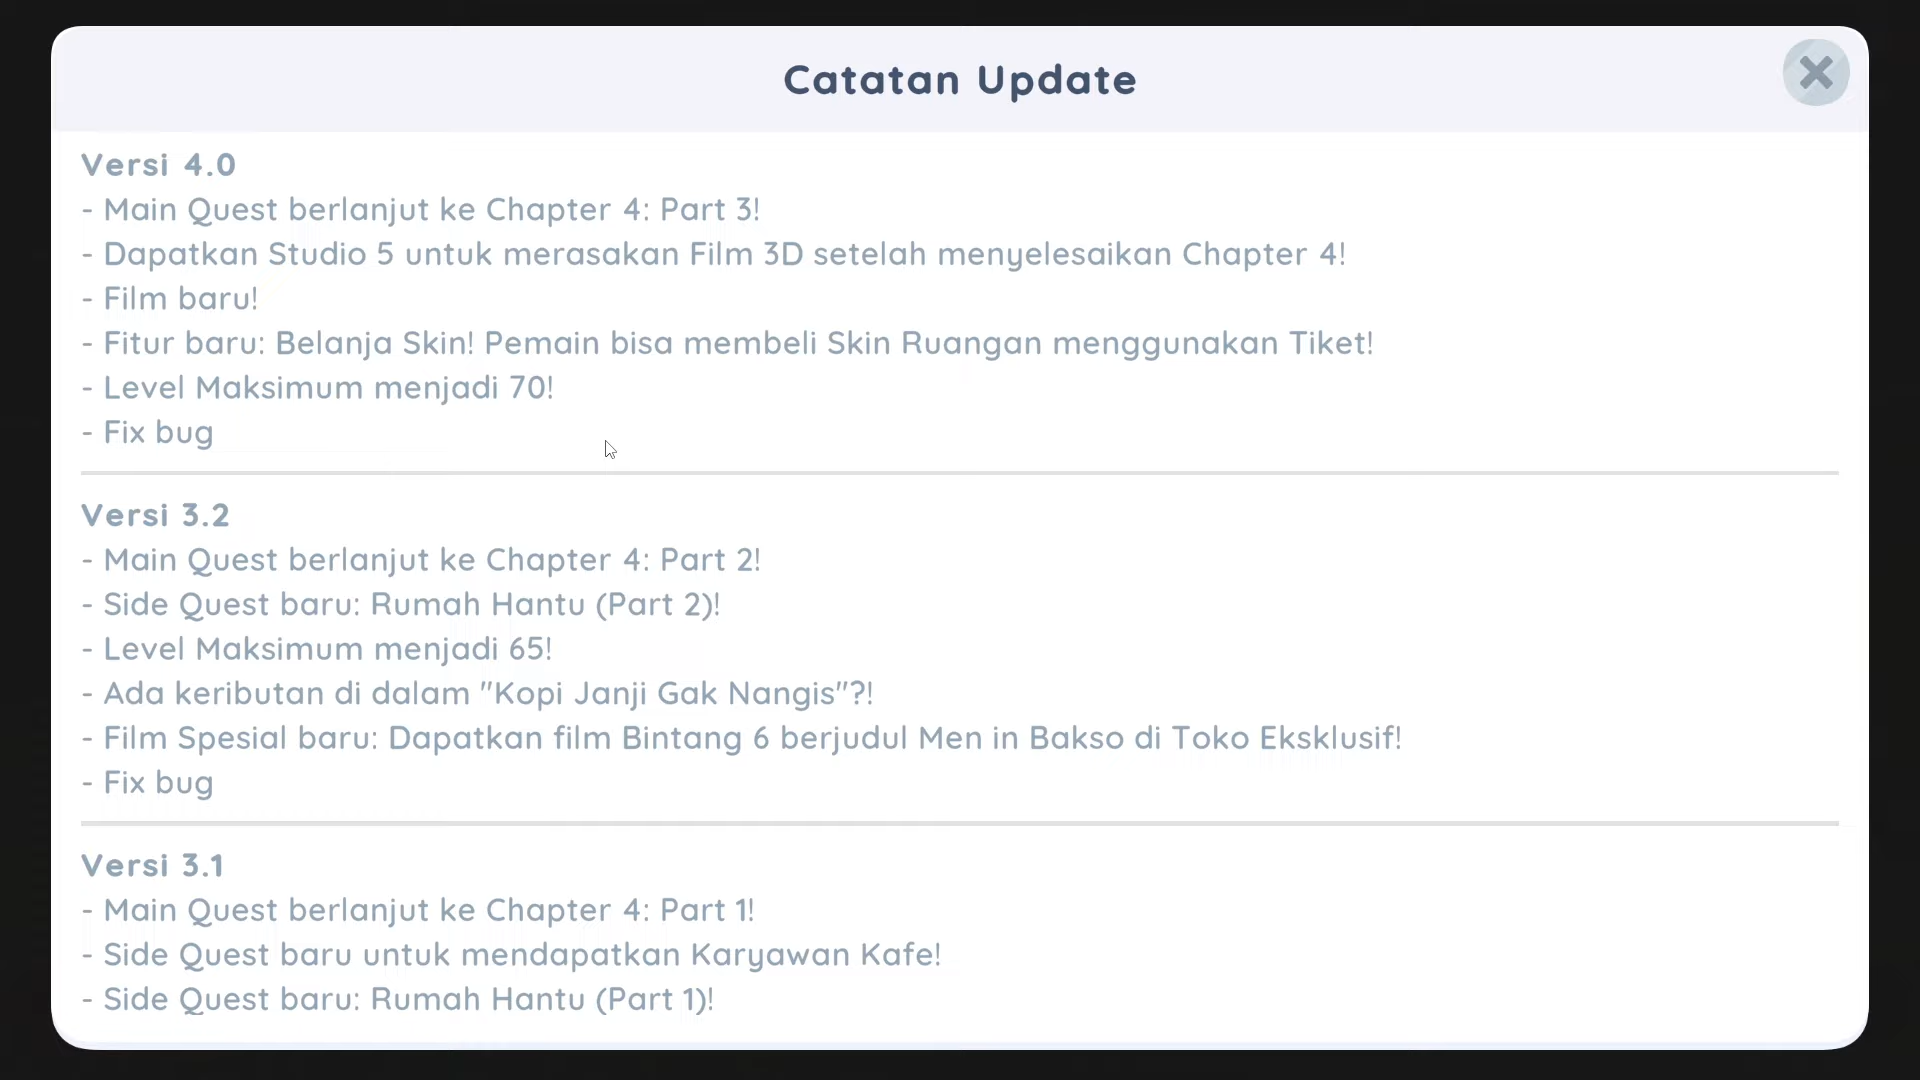 Catatan Update
Versi 4.0
- Main Quest berlanjut ke Chapter 4: Part 3!
- Dapatkan Studio 5 untuk merasakan Film 3D setelah menyelesaikan Chapter 4!
- Film baru!
- Fitur baru: Belanja Skin! Pemain bisa membeli Skin Ruangan menggunakan Tiket!
- Level Maksimum menjadi 70!
- Fix bug
Versi 3.2
- Main Quest berlanjut ke Chapter 4: Part 2!
- Side Quest baru: Rumah Hantu (Part 2)!
- Level Maksimum menjadi 65!
- Ada keributan di dalam "Kopi Janji Gak Nangis"?!
- Film Spesial baru: Dapatkan film Bintang 6 berjudul Men in Bakso di Toko Eksklusif!
- Fix bug
Versi 3.1
- Main Quest berlanjut ke Chapter 4: Part 1!
- Side Quest baru untuk mendapatkan Karyawan Kafe!
- Side Quest baru: Rumah Hantu (Part 1)!